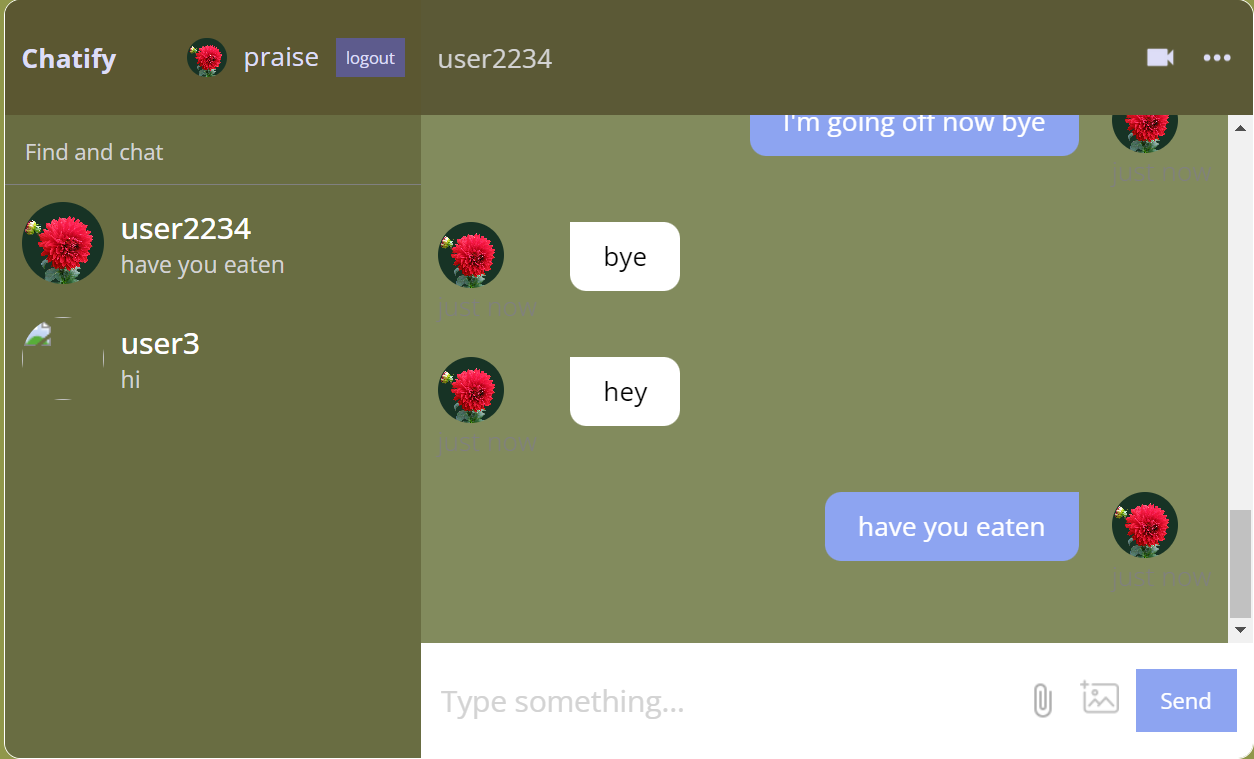 Chatify
praise
logout
user2234
Find and chat
user2234
have you eaten
user3
hi
I'm going off now bye
just now
bye
just now
hey
just now
have you eaten
just now
Type something...
Send